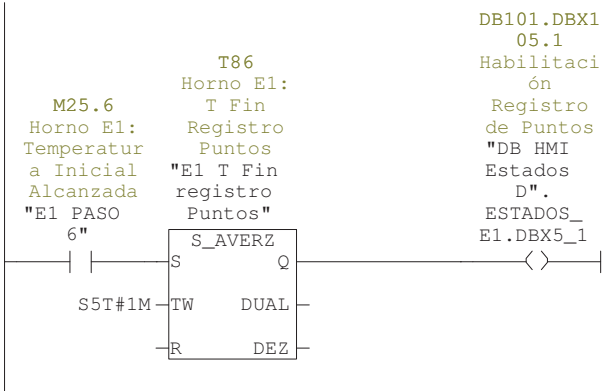 DB101.DBX1
05.1
Habilitaci
ón
Registro
de Puntos
"DB HMI
Estados
D".
ESTADOS_
E1.DBX5_1
T86
Horno E1:
T Fin
Registro
Puntos
"E1 T Fin
registro
Puntos"
M25.6
Horno E1:
Temperatur
a Inicial
Alcanzada
"E1 PASO
6"
S_AVERZ
S Q
S5T#1M TW DUAL
R DEZ